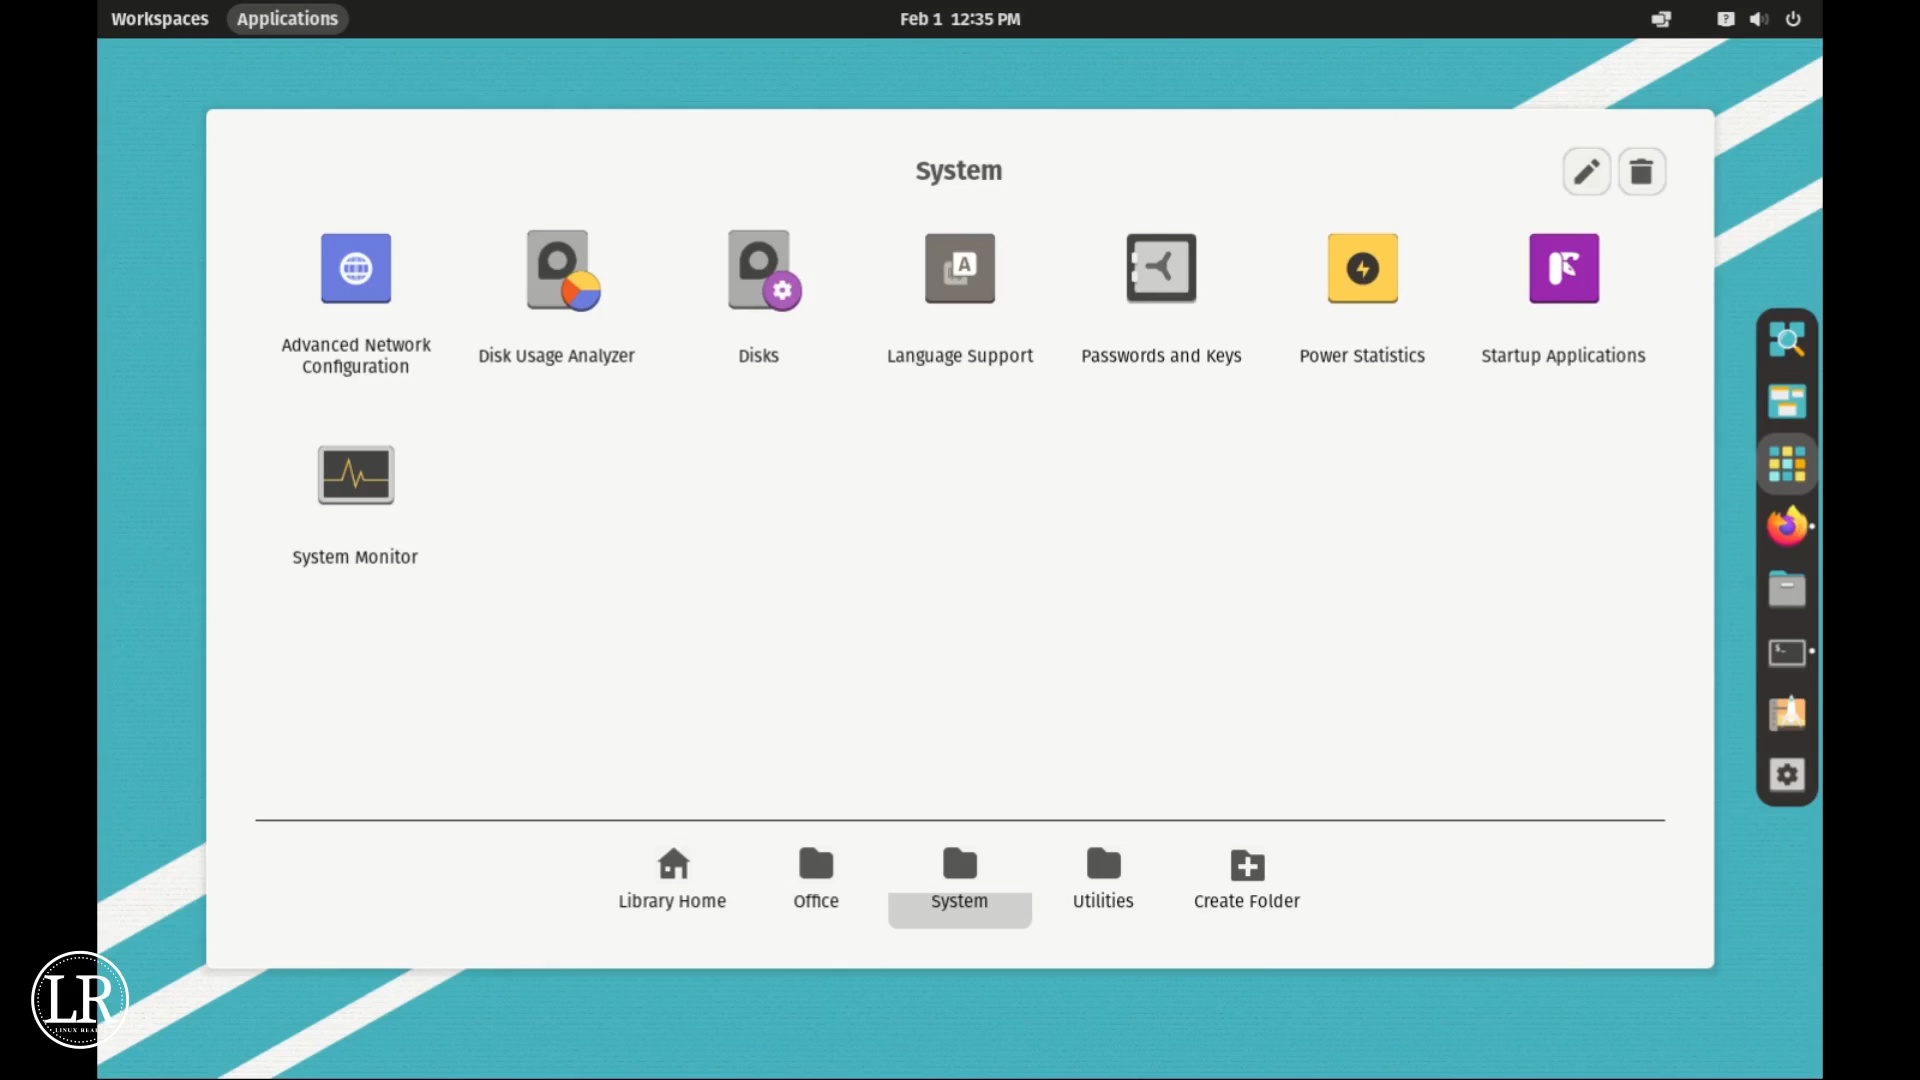 Workspaces Applications Feb 1 12:35 PM
System
Advanced Network
Configuration
Disk Usage Analyzer
Disks
Language Support
Passwords and Keys
Power Statistics
Startup Applications
System Monitor
Library Home
Office
System
Utilities
Create Folder
LR